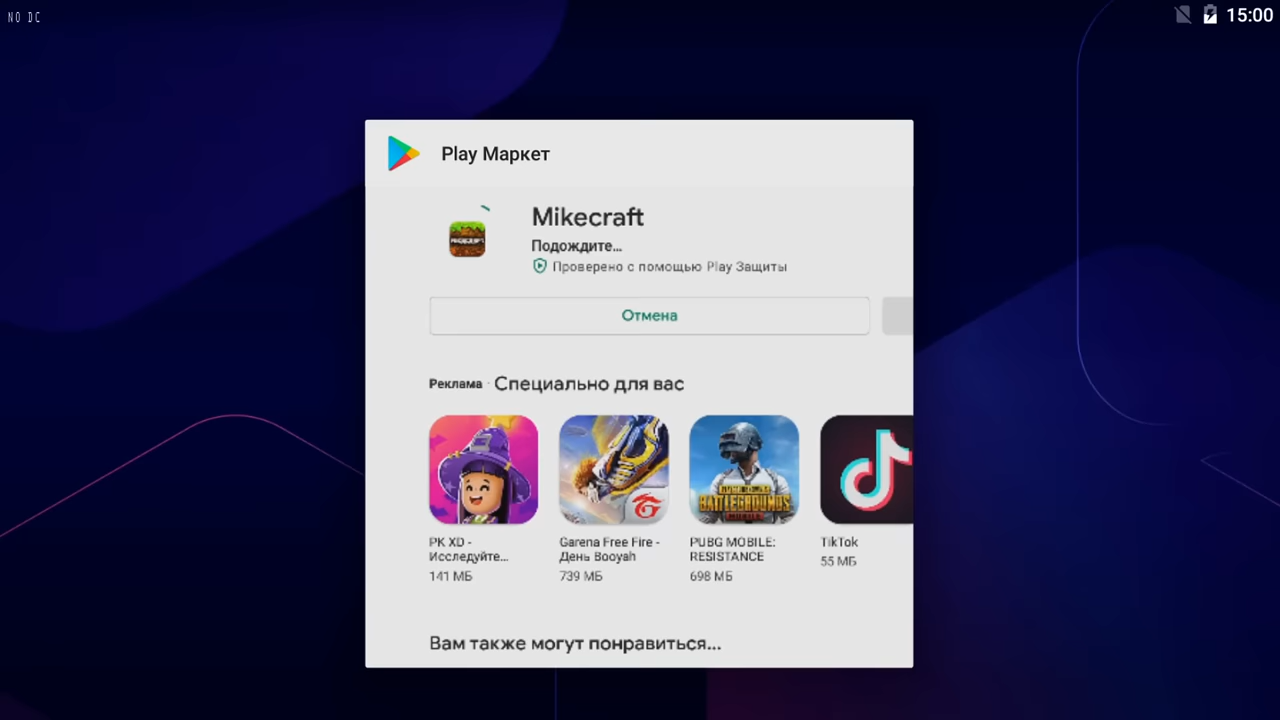 NO DC
15:00
Play Маркет
Mikecraft
Подождите...
Проверено с помощью Play Защиты
Отмена
Реклама · Специально для вас
PK XD -
Исследуйте...
141 МБ
Garena Free Fire -
День Booyah
739 МБ
BATTLEGROUNDS
PUBG MOBILE:
RESISTANCE
698 МБ
TikTok
55 МБ
Вам также могут понравиться...